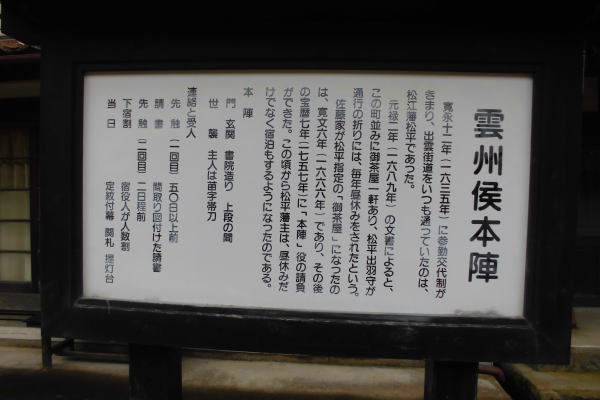 雲州侯本陣
寛永十二年(一六三五年)に参勤交代制が
きまり、出雲街道をいつも通っていたのは、
松江藩松平であつた。
元禄二年(一六八九年)の文書によると、
この町並みに御茶屋一軒あり、松平出羽守が
通行の折りには、毎年昼休みをされたという。
佐藤家が松平指定の「御茶屋」になつたの
は、寛文六年(一六六六年)であり、その後
の宝暦七年(一七五七年)に「本陣」役の請負
ができた。この頃から松平藩主は、昼休みだ
けでなく宿泊もするようになつたのである。
本陣
門 玄関 書院造り 上段の間
世襲 主人は苗字帯刀
連絡と受入
先触(一回目) 五〇日以上前
請書 間取り図付けた請書
先触(二回目) 二日程前
下宿割 宿役人が人数割
当日 定紋付幕 関札 提灯台